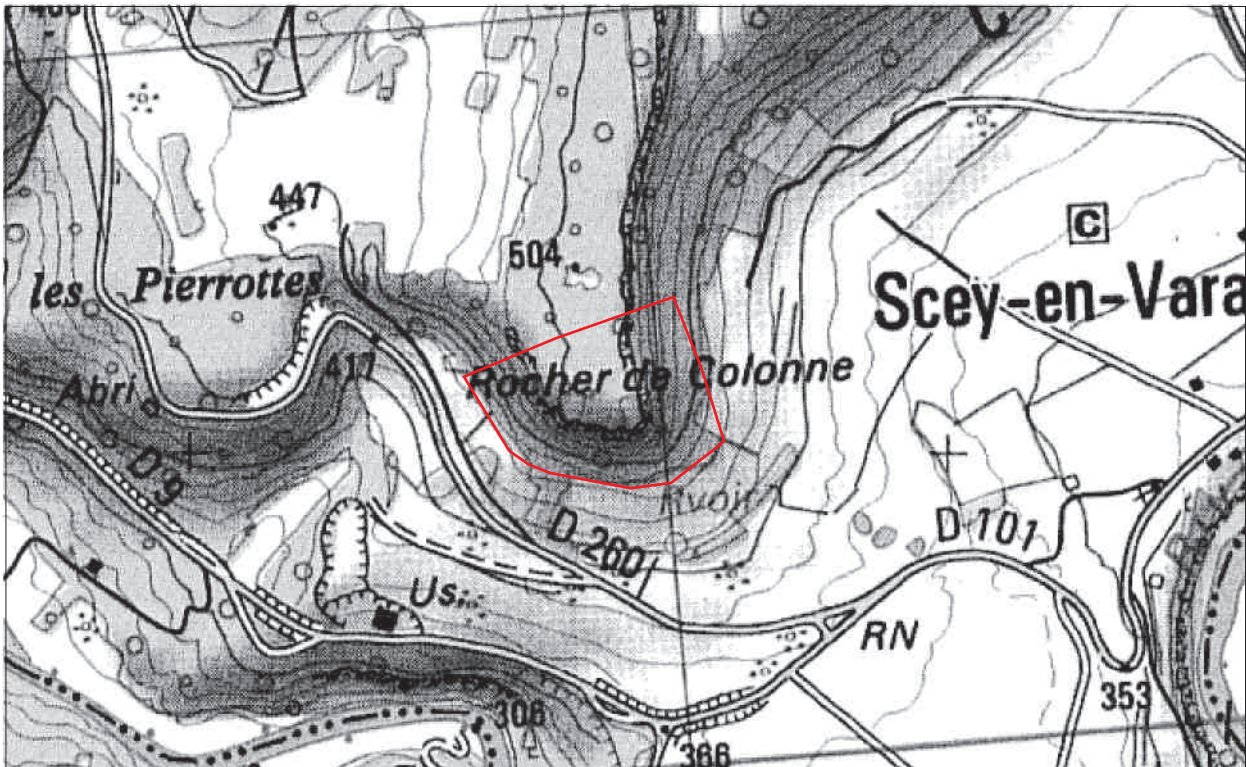 447
504
C
les Pierrottes
Scey-en-Vara
Rocher de Colonne
417
Abri
D 9
D 260
D 101
Us.
RN
306
353
366